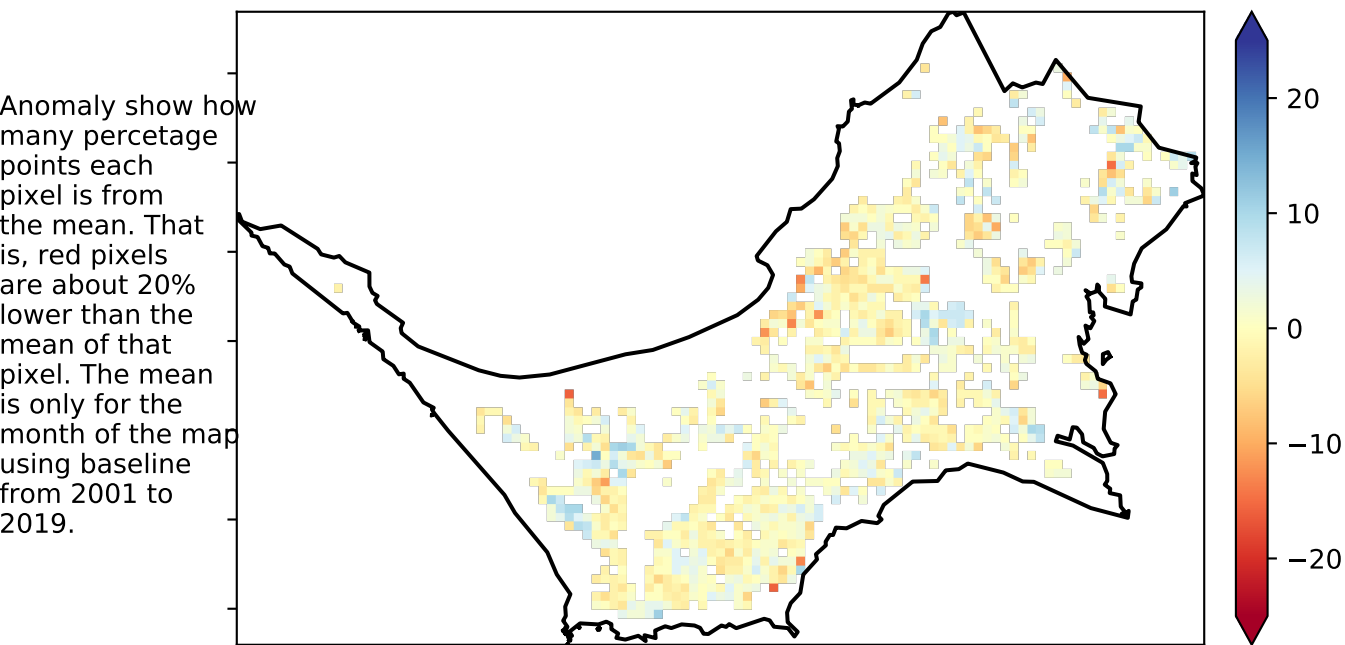 Anomaly show how
many percetage
points each
pixel is from
the mean. That
is, red pixels
are about 20%
lower than the
mean of that
pixel. The mean
is only for the
month of the map
using baseline
from 2001 to
2019.
20
10
0
−10
−20